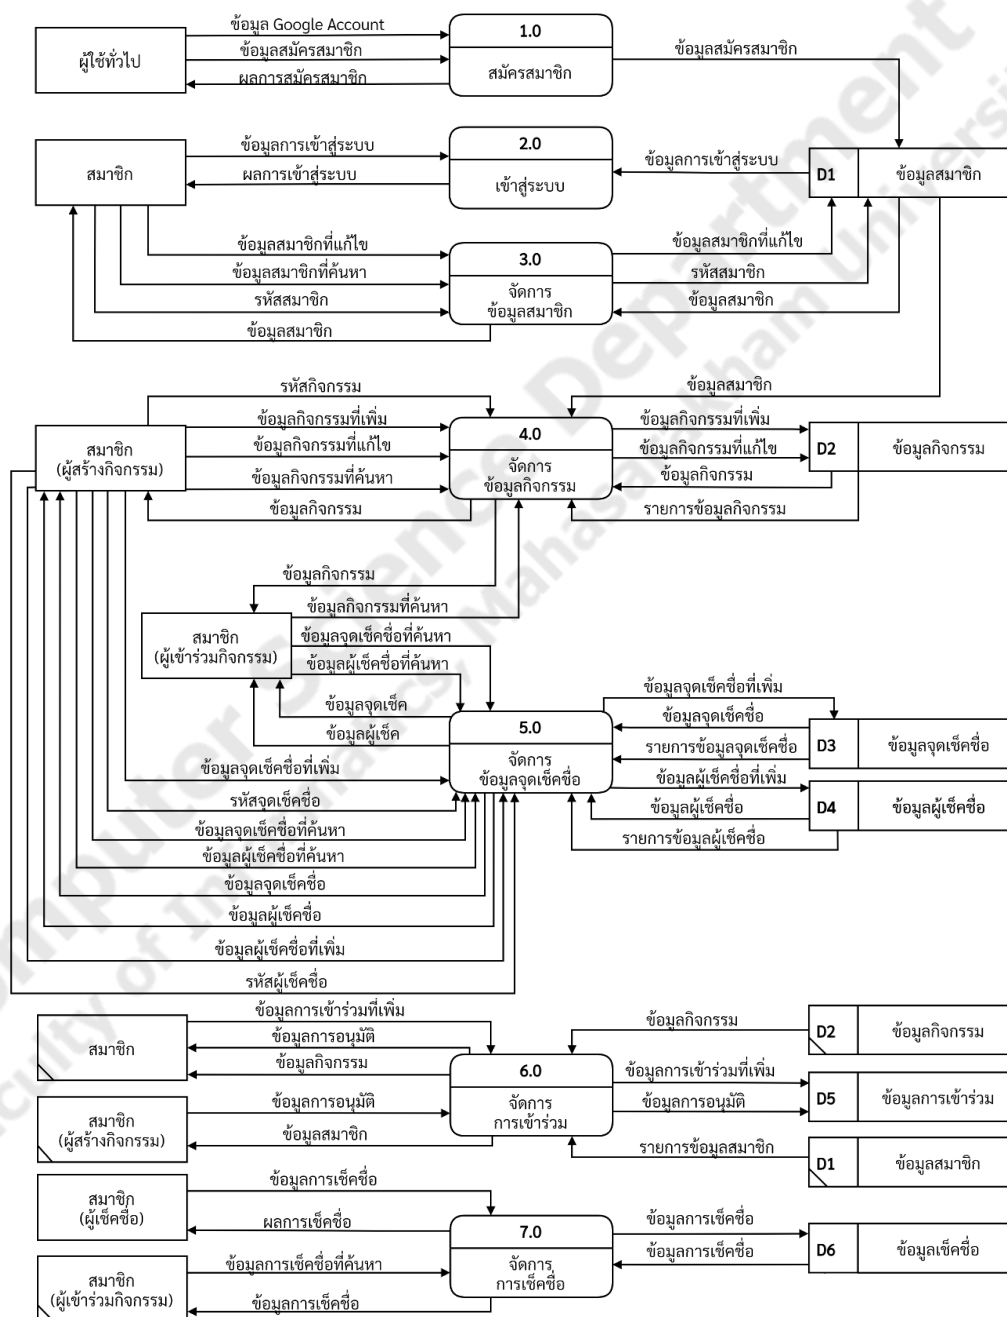 ข้อมูล Google Account
1.0
ผู้ใช้ทั่วไป
ข้อมูลสมัครสมาชิก
สมัครสมาชิก
ผลการสมัครสมาชิก
ข้อมูลสมัครสมาชิก
สมาชิก
ข้อมูลการเข้าสู่ระบบ
ผลการเข้าสู่ระบบ
2.0
เข้าสู่ระบบ
ข้อมูลการเข้าสู่ระบบ
D1
ข้อมูลสมาชิก
ข้อมูลสมาชิกที่แก้ไข
ข้อมูลสมาชิกที่ค้นหา
รหัสสมาชิก
ข้อมูลสมาชิก
3.0
จัดการ
ข้อมูลสมาชิก
ข้อมูลสมาชิกที่แก้ไข
รหัสสมาชิก
ข้อมูลสมาชิก
รหัสกิจกรรม
ข้อมูลสมาชิก
สมาชิก
(ผู้สร้างกิจกรรม)
ข้อมูลกิจกรรมที่เพิ่ม
ข้อมูลกิจกรรมที่แก้ไข
ข้อมูลกิจกรรมที่ค้นหา
ข้อมูลกิจกรรม
4.0
จัดการ
ข้อมูลกิจกรรม
ข้อมูลกิจกรรมที่เพิ่ม
ข้อมูลกิจกรรมที่แก้ไข
ข้อมูลกิจกรรม
รายการข้อมูลกิจกรรม
D2
ข้อมูลกิจกรรม
ข้อมูลกิจกรรม
สมาชิก
(ผู้เข้าร่วมกิจกรรม)
ข้อมูลกิจกรรมที่ค้นหา
ข้อมูลจุดเช็คชื่อที่ค้นหา
ข้อมูลผู้เช็คชื่อที่ค้นหา
ข้อมูลจุดเช็ค
ข้อมูลผู้เช็ค
5.0
จัดการ
ข้อมูลจุดเช็คชื่อ
ข้อมูลจุดเช็คชื่อที่เพิ่ม
ข้อมูลจุดเช็คชื่อ
รายการข้อมูลจุดเช็คชื่อ
D3
ข้อมูลจุดเช็คชื่อ
ข้อมูลผู้เช็คชื่อที่เพิ่ม
ข้อมูลผู้เช็คชื่อ
รายการข้อมูลผู้เช็คชื่อ
D4
ข้อมูลผู้เช็คชื่อ
ข้อมูลจุดเช็คชื่อที่เพิ่ม
รหัสจุดเช็คชื่อ
ข้อมูลจุดเช็คชื่อที่ค้นหา
ข้อมูลผู้เช็คชื่อที่ค้นหา
ข้อมูลจุดเช็คชื่อ
ข้อมูลผู้เช็คชื่อ
ข้อมูลผู้เช็คชื่อที่เพิ่ม
รหัสผู้เช็คชื่อ
สมาชิก
ข้อมูลการเข้าร่วมที่เพิ่ม
ข้อมูลการอนุมัติ
ข้อมูลกิจกรรม
สมาชิก
(ผู้สร้างกิจกรรม)
ข้อมูลการอนุมัติ
ข้อมูลสมาชิก
6.0
จัดการ
การเข้าร่วม
ข้อมูลกิจกรรม
D2
ข้อมูลกิจกรรม
ข้อมูลการเข้าร่วมที่เพิ่ม
ข้อมูลการอนุมัติ
D5
ข้อมูลการเข้าร่วม
รายการข้อมูลสมาชิก
D1
ข้อมูลสมาชิก
สมาชิก
(ผู้เช็คชื่อ)
ข้อมูลการเช็คชื่อ
ผลการเช็คชื่อ
สมาชิก
(ผู้เข้าร่วมกิจกรรม)
ข้อมูลการเช็คชื่อที่ค้นหา
ข้อมูลการเช็คชื่อ
7.0
จัดการ
การเช็คชื่อ
ข้อมูลการเช็คชื่อ
ข้อมูลการเช็คชื่อ
D6
ข้อมูลเช็คชื่อ
Computer Science Department
Faculty of Informatics, Mahasarakham